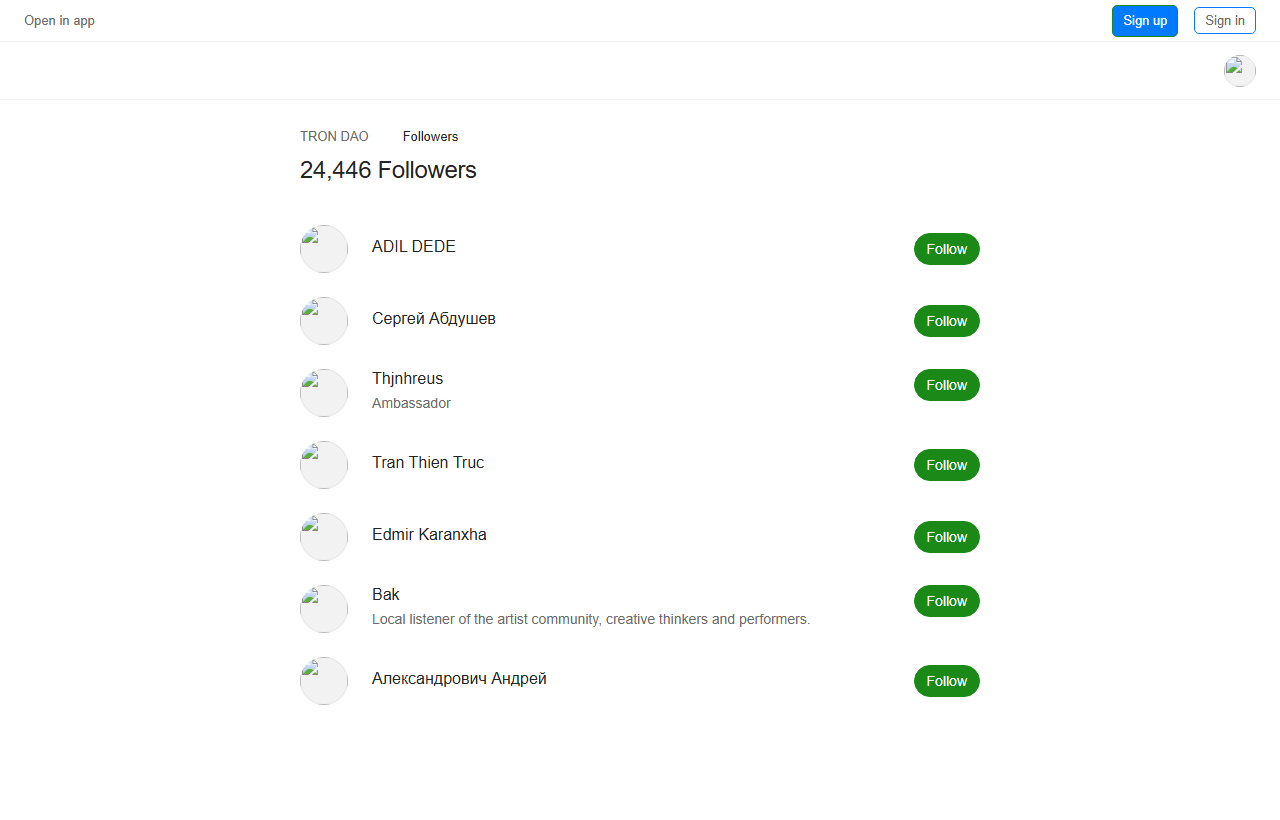 Open in app
Sign up
Sign in
TRON DAO
Followers
24,446 Followers
ADIL DEDE
Follow
Сергей Абдушев
Follow
Thjnhreus
Ambassador
Follow
Tran Thien Truc
Follow
Edmir Karanxha
Follow
Bak
Local listener of the artist community, creative thinkers and performers.
Follow
Александрович Андрей
Follow